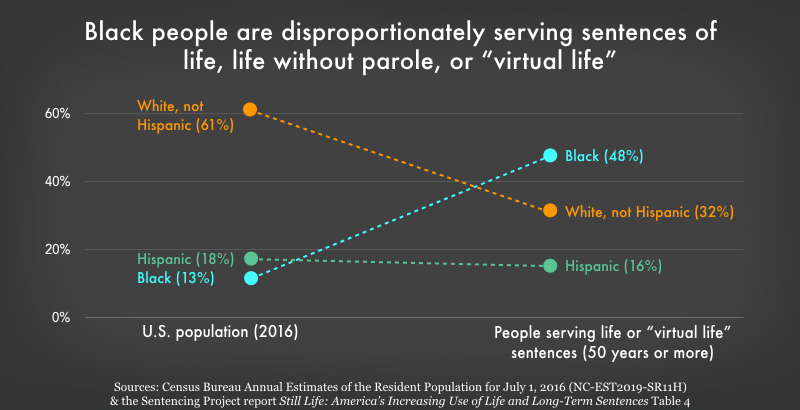 Black people are disproportionately serving sentences of
life, life without parole, or “virtual life”
60%
40%
20%
0%
White, not
Hispanic (61%)
Hispanic (18%)
Black (13%)
Black (48%)
White, not Hispanic (32%)
Hispanic (16%)
U.S. population (2016)
People serving life or “virtual life”
sentences (50 years or more)
Sources: Census Bureau Annual Estimates of the Resident Population for July 1, 2016 (NC-EST2019-SR11H)
& the Sentencing Project report Still Life: America’s Increasing Use of Life and Long-Term Sentences Table 4